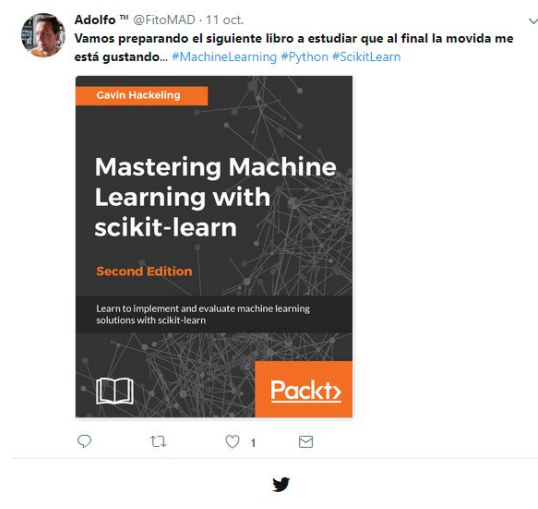 Adolfo ™ @FitoMAD · 11 oct.
Vamos preparando el siguiente libro a estudiar que al final la movida me
está gustando... #MachineLearning #Python #ScikitLearn
Gavin Hackeling
Mastering Machine
Learning with
scikit-learn
Second Edition
Learn to implement and evaluate machine learning
solutions with scikit-learn
Packt>
1